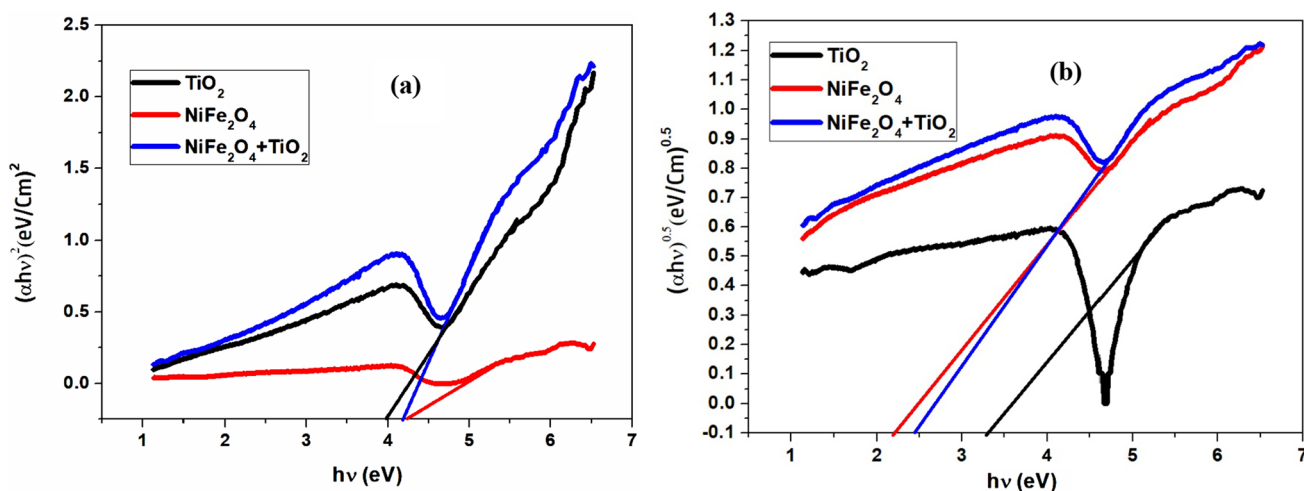 (a)
TiO₂
NiFe₂O₄
NiFe₂O₄+TiO₂
(αhν)²(eV/Cm)²
2.5
2.0
1.5
1.0
0.5
0.0
1 2 3 4 5 6 7
hν (eV)
(b)
TiO₂
NiFe₂O₄
NiFe₂O₄+TiO₂
(αhν)⁰·⁵(eV/Cm)⁰·⁵
1.3
1.2
1.1
1.0
0.9
0.8
0.7
0.6
0.5
0.4
0.3
0.2
0.1
0.0
-0.1
1 2 3 4 5 6 7
hν (eV)